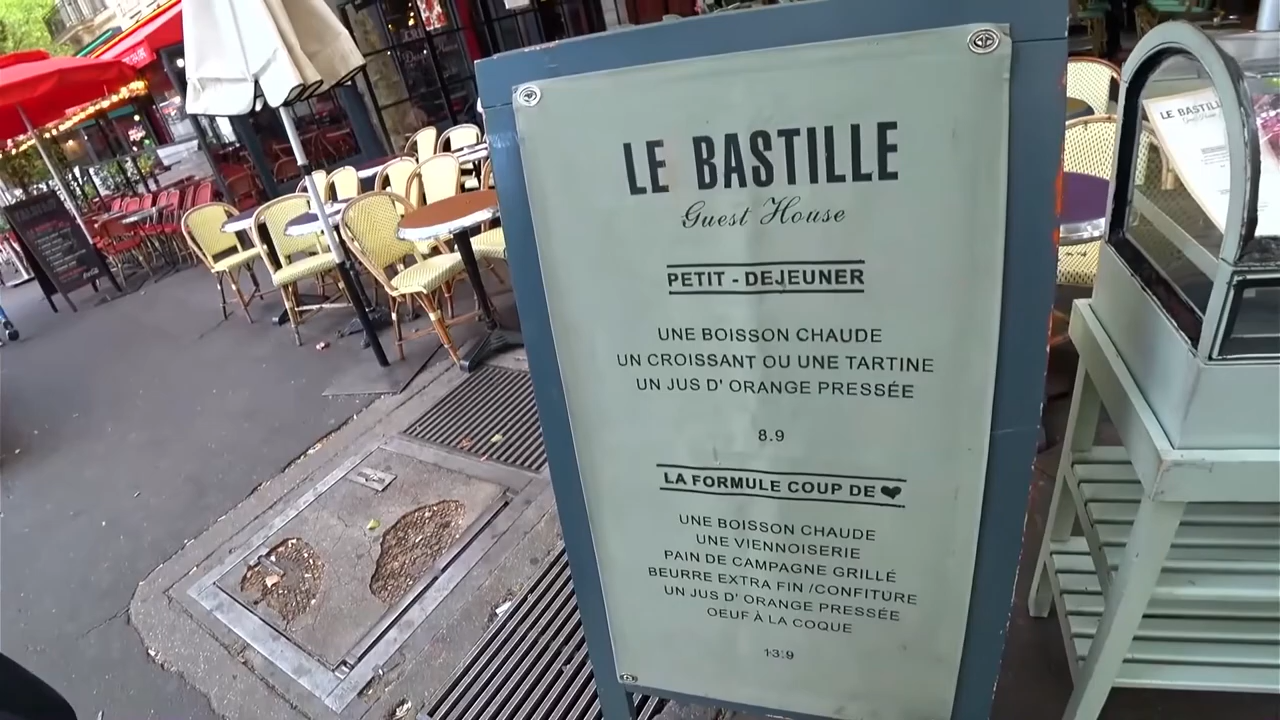 LE BASTILLE
Guest House
PETIT - DEJEUNER
UNE BOISSON CHAUDE
UN CROISSANT OU UNE TARTINE
UN JUS D' ORANGE PRESSÉE
8.9
LA FORMULE COUP DE ❤
UNE BOISSON CHAUDE
UNE VIENNOISERIE
PAIN DE CAMPAGNE GRILLÉ
BEURRE EXTRA FIN /CONFITURE
UN JUS D' ORANGE PRESSÉE
OEUF À LA COQUE
13.9
LE BASTILL